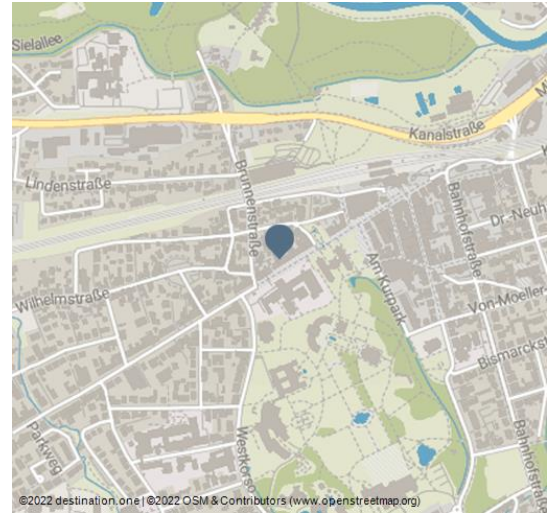 Sielallee
Kanalstraße
Lindenstraße
Brunnenstraße
Bahnhofstraße
Dr.-Neuh
Wilhelmstraße
Am Kurpark
Von-Moeller-
Bismarckst
Parkweg
Westkorso
Bahnhofstraße
©2022 destination.one | ©2022 OSM & Contributors (www.openstreetmap.org)